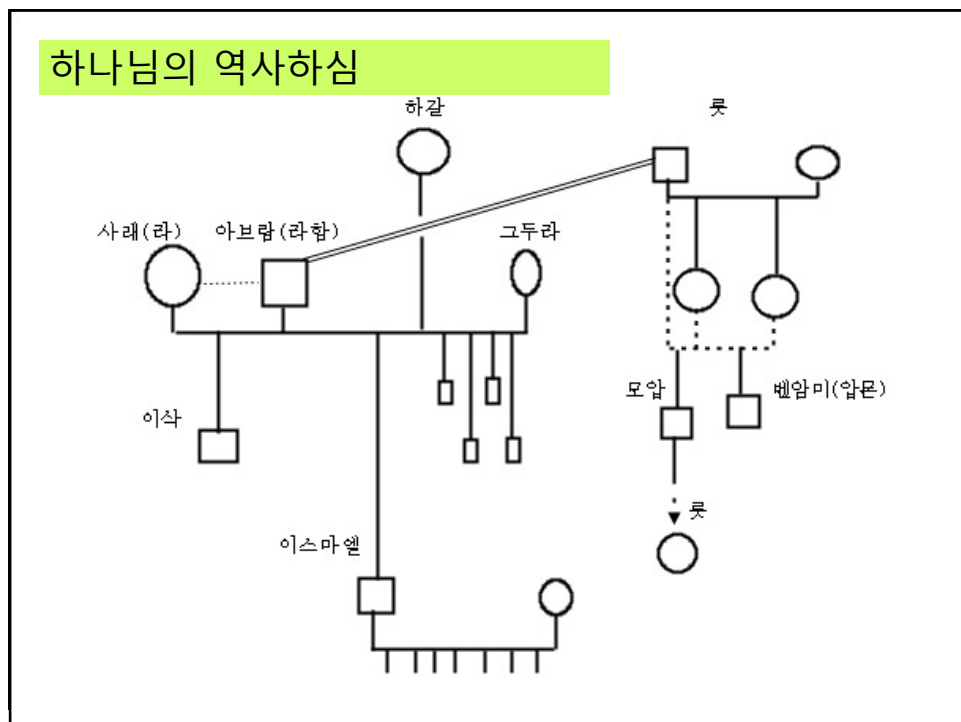 하나님의 역사하심
하갈
롯
사래(라)
아브람(라함)
그두라
모압
벤암미(암몬)
이삭
룻
이스마엘